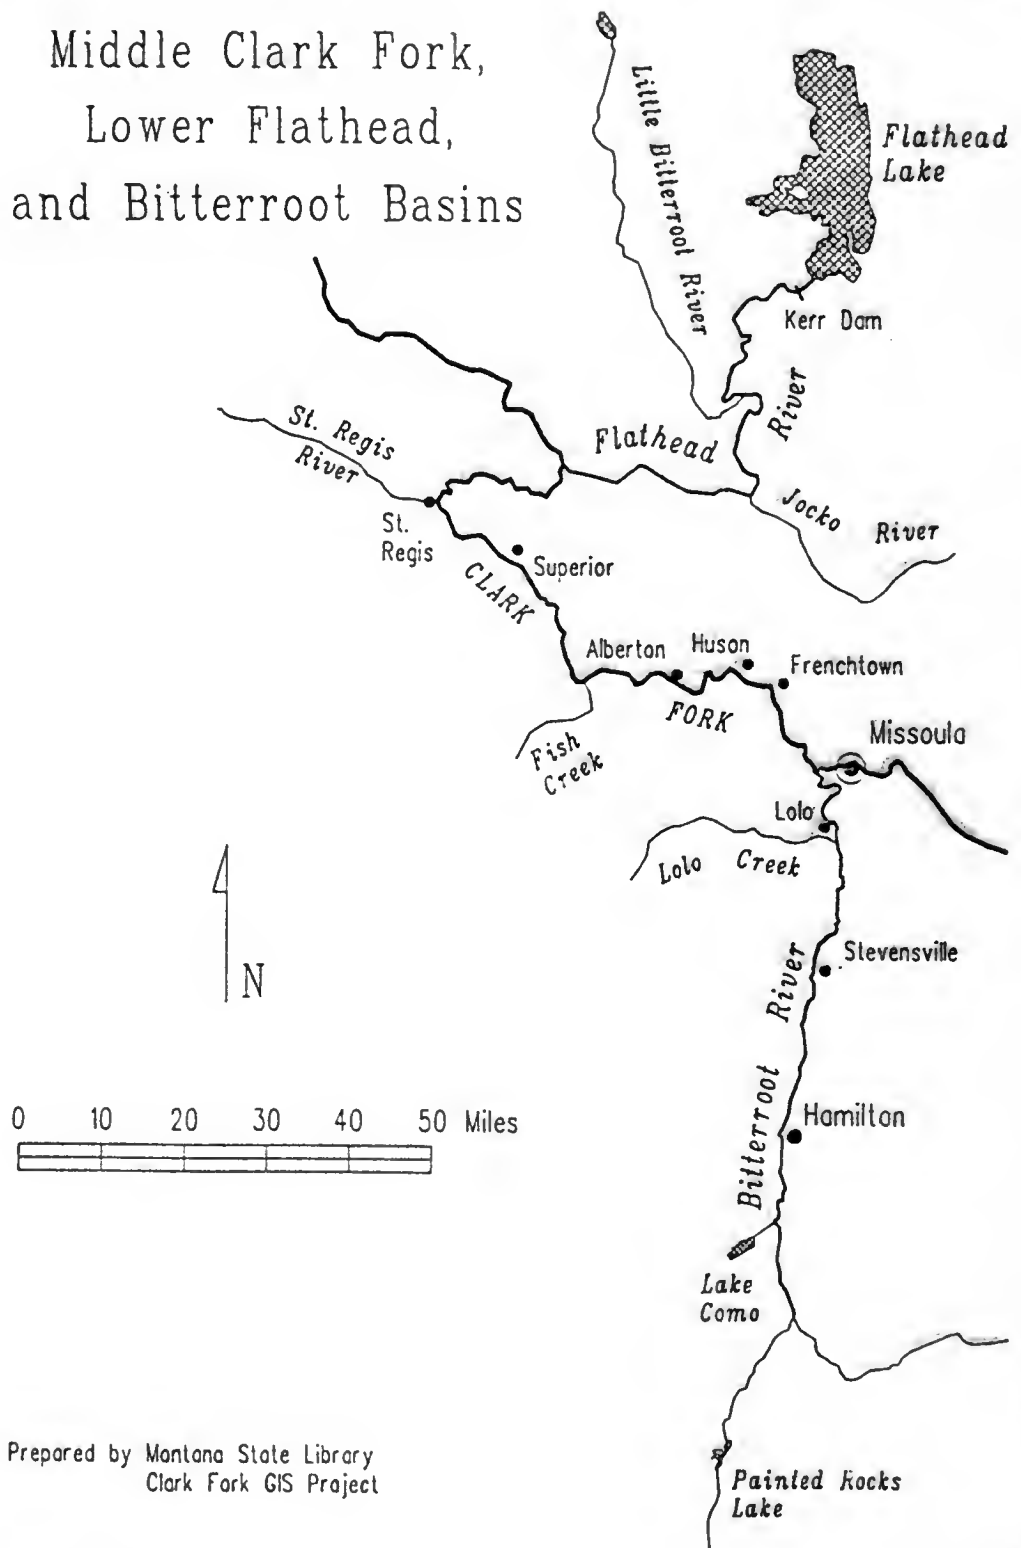 Middle Clark Fork,
Lower Flathead,
and Bitterroot Basins
Little Bitterroot River
Flathead
Lake
Kerr Dam
River
Flathead
St. Regis
River
Jocko River
St.
Regis
Superior
CLARK
Alberton
Huson
Frenchtown
FORK
Missoula
Fish
Creek
Lolo
Lolo Creek
N
Stevensville
Bitterroot River
0 10 20 30 40 50 Miles
Hamilton
Lake
Como
Prepared by Montana State Library
Clark Fork GIS Project
Painted Rocks
Lake